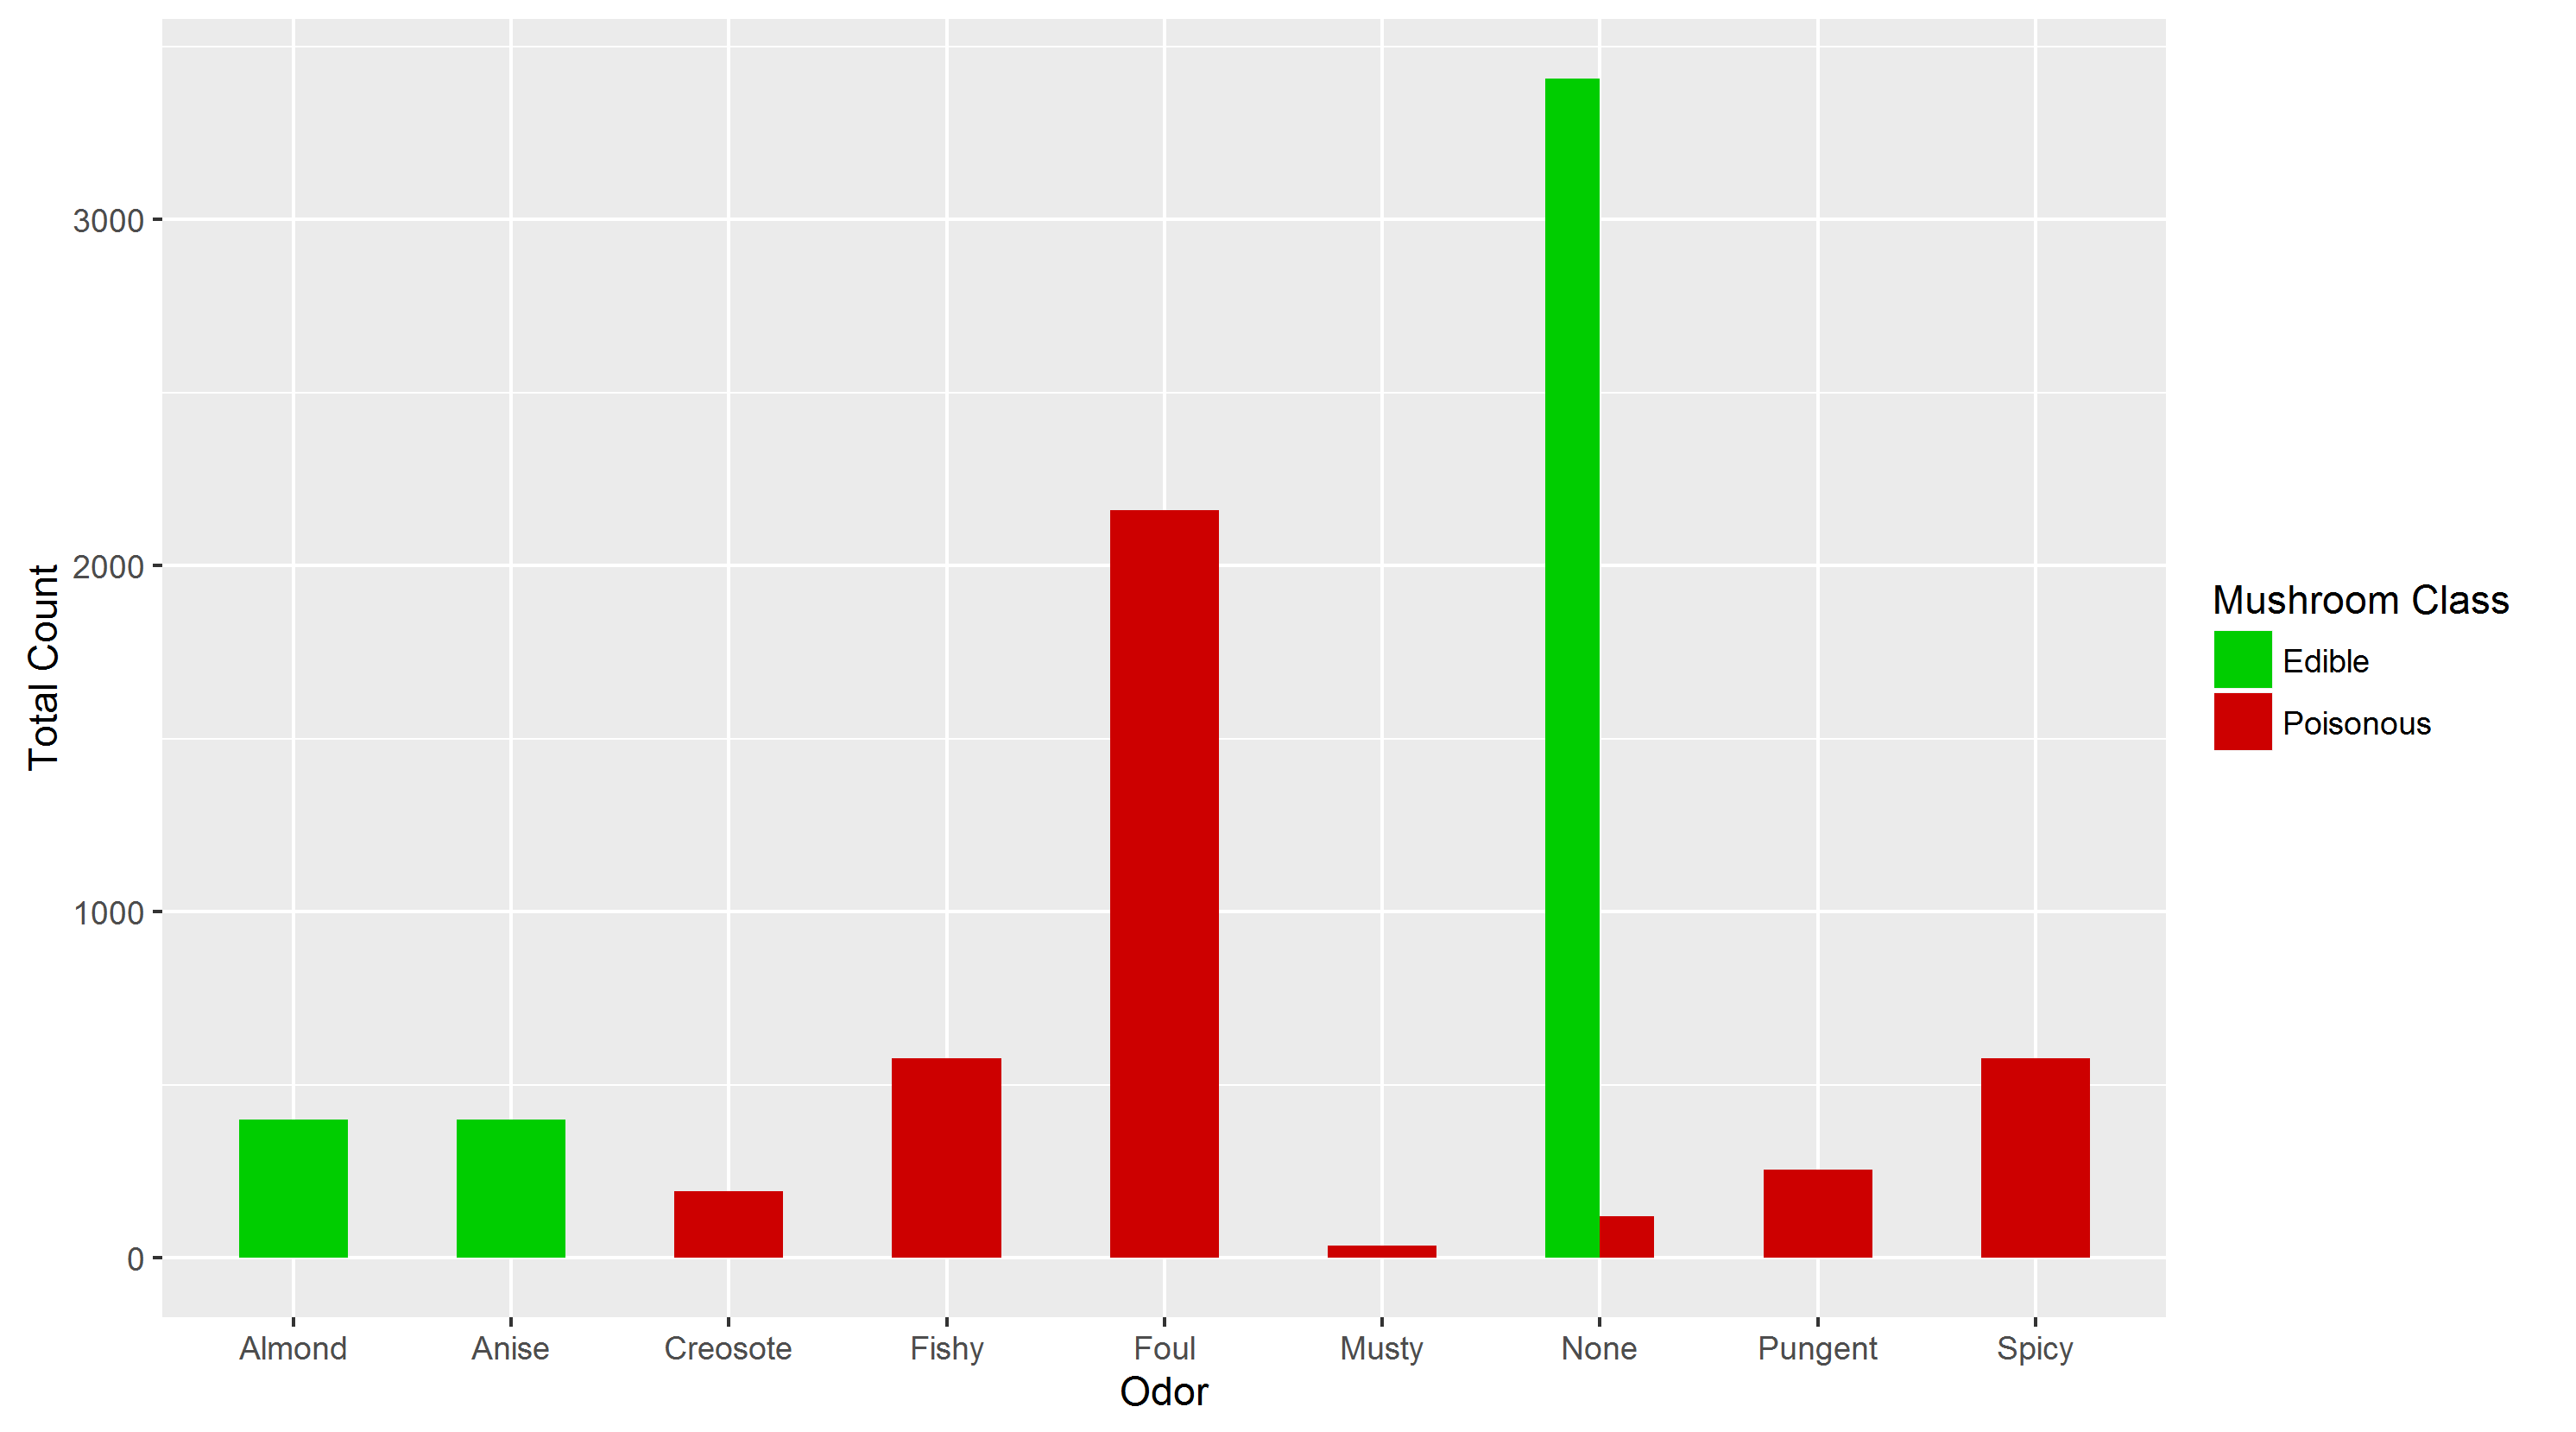 Total Count
3000
2000
1000
0
Almond Anise Creosote Fishy Foul Musty None Pungent Spicy
Odor
Mushroom Class
Edible
Poisonous